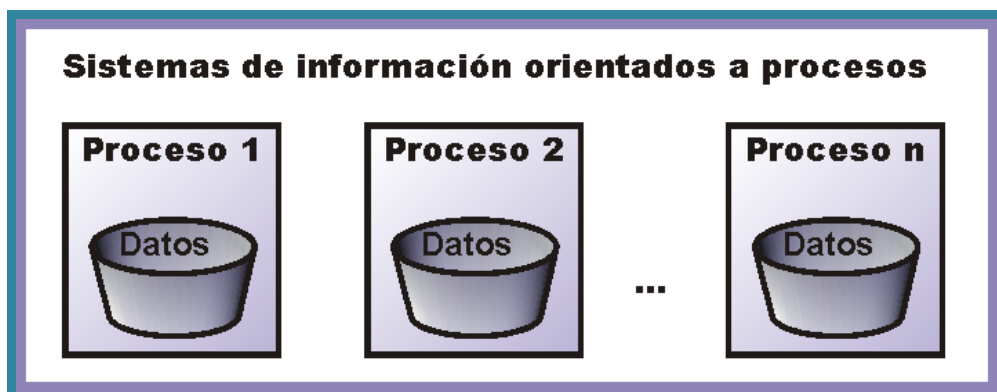 Sistemas de información orientados a procesos
Proceso 1
Proceso 2
Proceso n
Datos
Datos
...
Datos